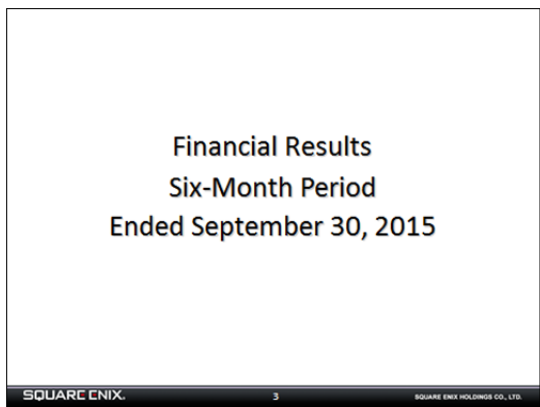 Financial Results
Six-Month Period
Ended September 30, 2015
SQUARE ENIX.
3
SQUARE ENIX HOLDINGS CO., LTD.